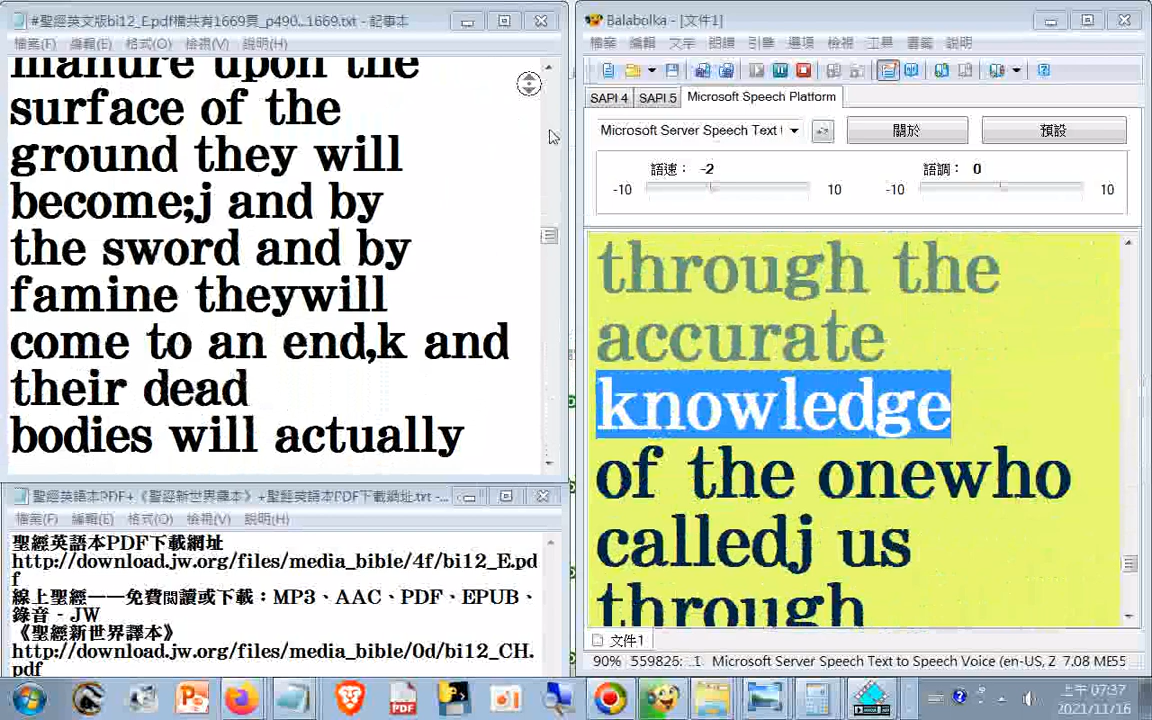 #聖經英文版bi12_E.pdf檔共有1669頁_p490...1669.txt - 記事本
檔案(F) 編輯(E) 格式(O) 檢視(V) 說明(H)
manure upon the
surface of the
ground they will
become;j and by
the sword and by
famine theywill
come to an end,k and
their dead
bodies will actually
聖經英語本PDF+《聖經新世界譯本》+聖經英語本PDF下載網址.txt -...
檔案(F) 編輯(E) 格式(O) 檢視(V) 說明(H)
聖經英語本PDF下載網址
http://download.jw.org/files/media_bible/4f/bi12_E.pd
f
線上聖經——免費閱讀或下載：MP3、AAC、PDF、EPUB、
錄音 - JW
《聖經新世界譯本》
http://download.jw.org/files/media_bible/0d/bi12_CH.
pdf
Balabolka - [文件1]
檔案 編輯 文字 朗讀 引擎 選項 檢視 工具 書籤 說明
SAPI 4 SAPI 5 Microsoft Speech Platform
Microsoft Server Speech Text 關於 預設
語速： -2 語調： 0
-10 10 -10 10
through the
accurate
knowledge
of the onewho
calledj us
through
文件1
90% 559825: Microsoft Server Speech Text to Speech Voice (en-US, Z 7.08 ME55
上午 07:37
2021/11/16